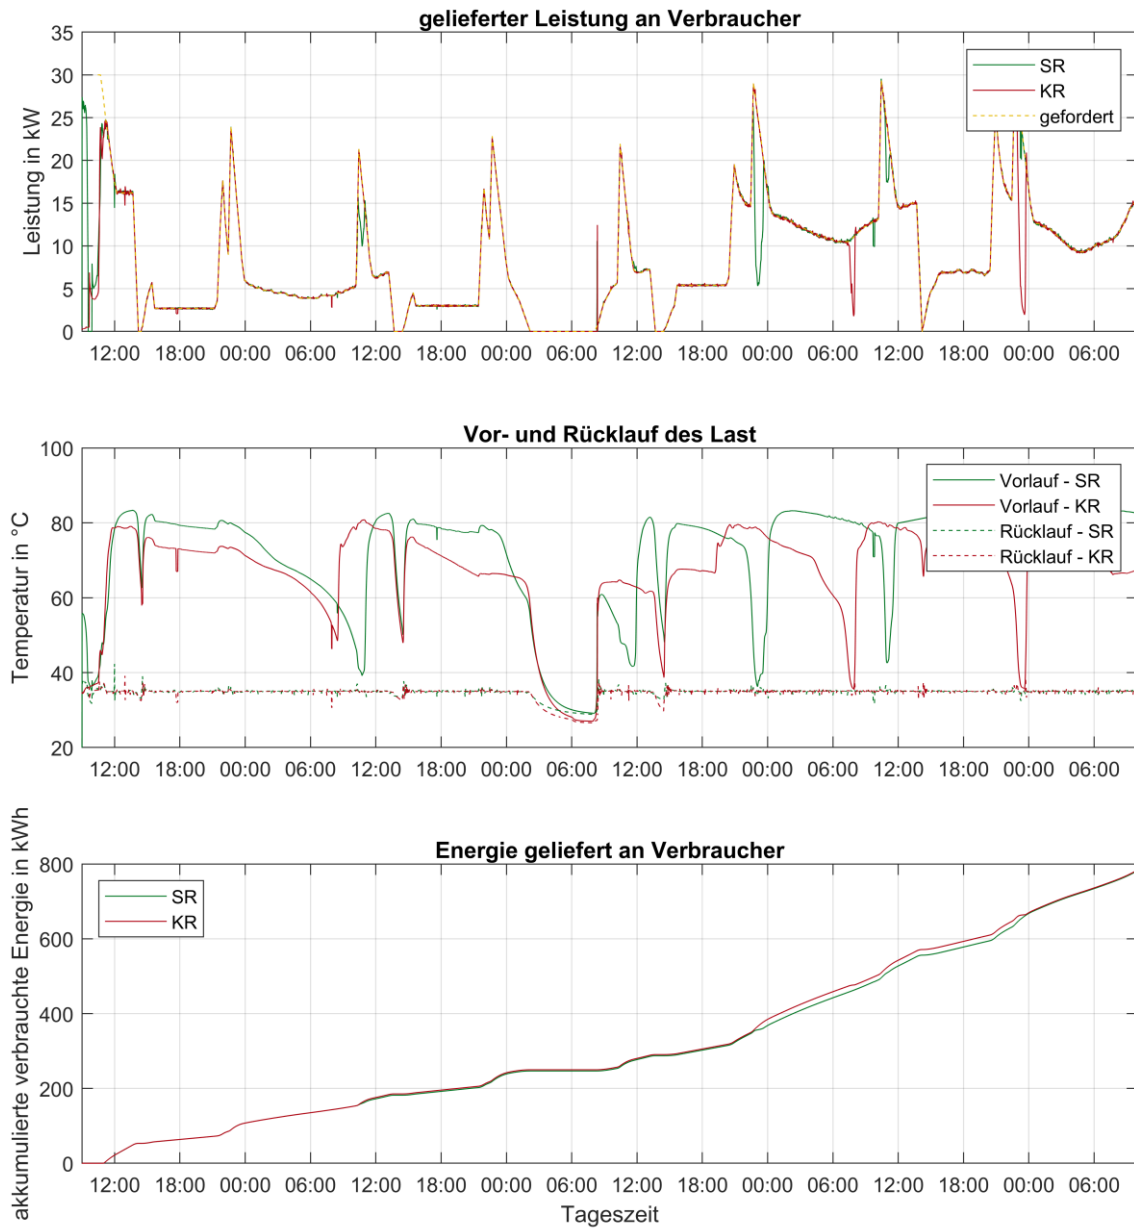 gelieferter Leistung an Verbraucher
Leistung in kW
35
30
25
20
15
10
5
0
SR
KR
gefordert
12:00 18:00 00:00 06:00 12:00 18:00 00:00 06:00 12:00 18:00 00:00 06:00 12:00 18:00 00:00 06:00
Vor- und Rücklauf des Last
Temperatur in °C
100
80
60
40
20
Vorlauf - SR
Vorlauf - KR
Rücklauf - SR
Rücklauf - KR
12:00 18:00 00:00 06:00 12:00 18:00 00:00 06:00 12:00 18:00 00:00 06:00 12:00 18:00 00:00 06:00
Energie geliefert an Verbraucher
akkumulierte verbrauchte Energie in kWh
800
600
400
200
0
SR
KR
12:00 18:00 00:00 06:00 12:00 18:00 00:00 06:00 12:00 18:00 00:00 06:00 12:00 18:00 00:00 06:00
Tageszeit